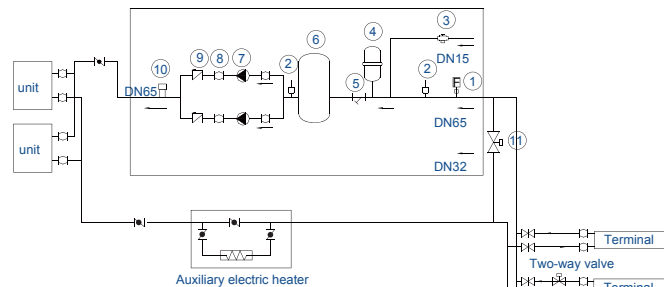 3
4
6
DN15
10
9
8
7
2
5
2
1
unit
DN65
DN65
11
unit
DN32
Terminal
Two-way valve
Terminal
Auxiliary electric heater